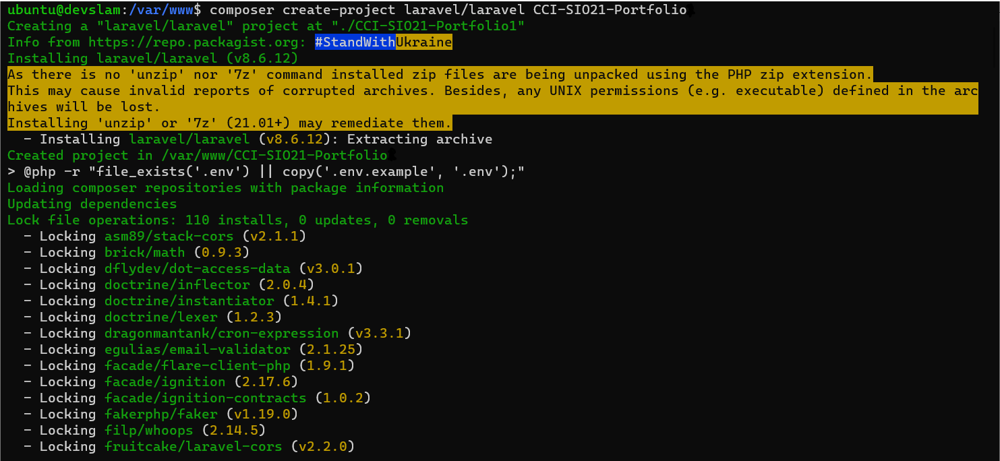 ubuntu@devslam:/var/www$ composer create-project laravel/laravel CCI-SIO21-Portfolio
Creating a "laravel/laravel" project at "./CCI-SIO21-Portfolio1"
Info from https://repo.packagist.org: #StandWithUkraine
Installing laravel/laravel (v8.6.12)
As there is no 'unzip' nor '7z' command installed zip files are being unpacked using the PHP zip extension.
This may cause invalid reports of corrupted archives. Besides, any UNIX permissions (e.g. executable) defined in the arc
hives will be lost.
Installing 'unzip' or '7z' (21.01+) may remediate them.
  - Installing laravel/laravel (v8.6.12): Extracting archive
Created project in /var/www/CCI-SIO21-Portfolio
> @php -r "file_exists('.env') || copy('.env.example', '.env');"
Loading composer repositories with package information
Updating dependencies
Lock file operations: 110 installs, 0 updates, 0 removals
  - Locking asm89/stack-cors (v2.1.1)
  - Locking brick/math (0.9.3)
  - Locking dflydev/dot-access-data (v3.0.1)
  - Locking doctrine/inflector (2.0.4)
  - Locking doctrine/instantiator (1.4.1)
  - Locking doctrine/lexer (1.2.3)
  - Locking dragonmantank/cron-expression (v3.3.1)
  - Locking egulias/email-validator (2.1.25)
  - Locking facade/flare-client-php (1.9.1)
  - Locking facade/ignition (2.17.6)
  - Locking facade/ignition-contracts (1.0.2)
  - Locking fakerphp/faker (v1.19.0)
  - Locking filp/whoops (2.14.5)
  - Locking fruitcake/laravel-cors (v2.2.0)